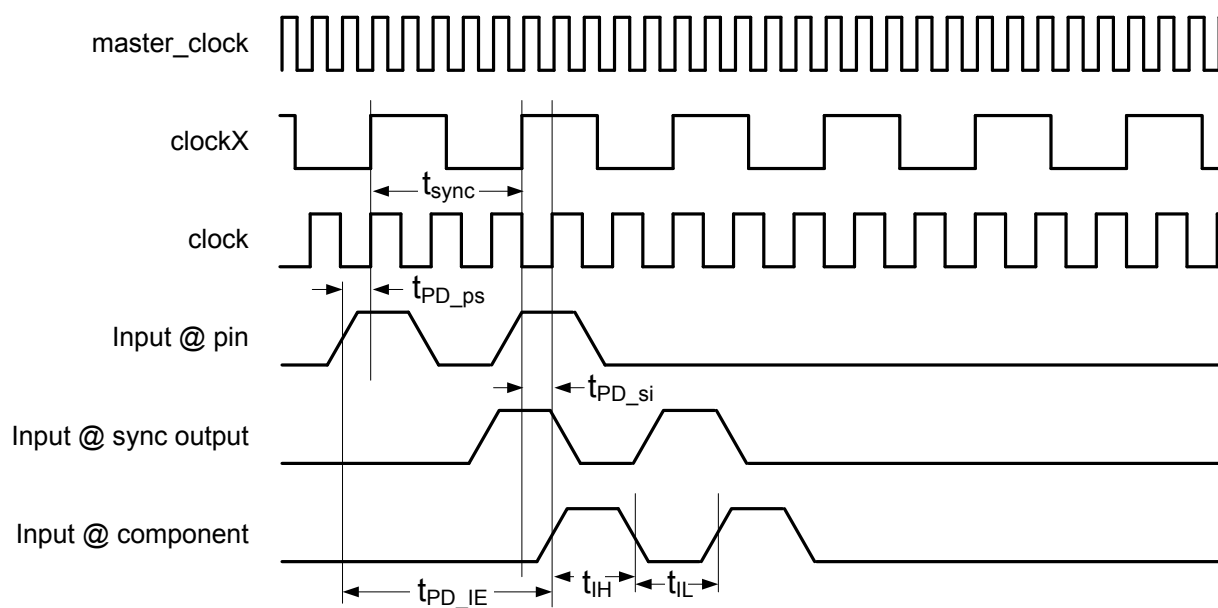 master_clock
clockX
tsync
clock
tPD_ps
Input @ pin
tPD_si
Input @ sync output
Input @ component
tPD_IE
tIH
tIL